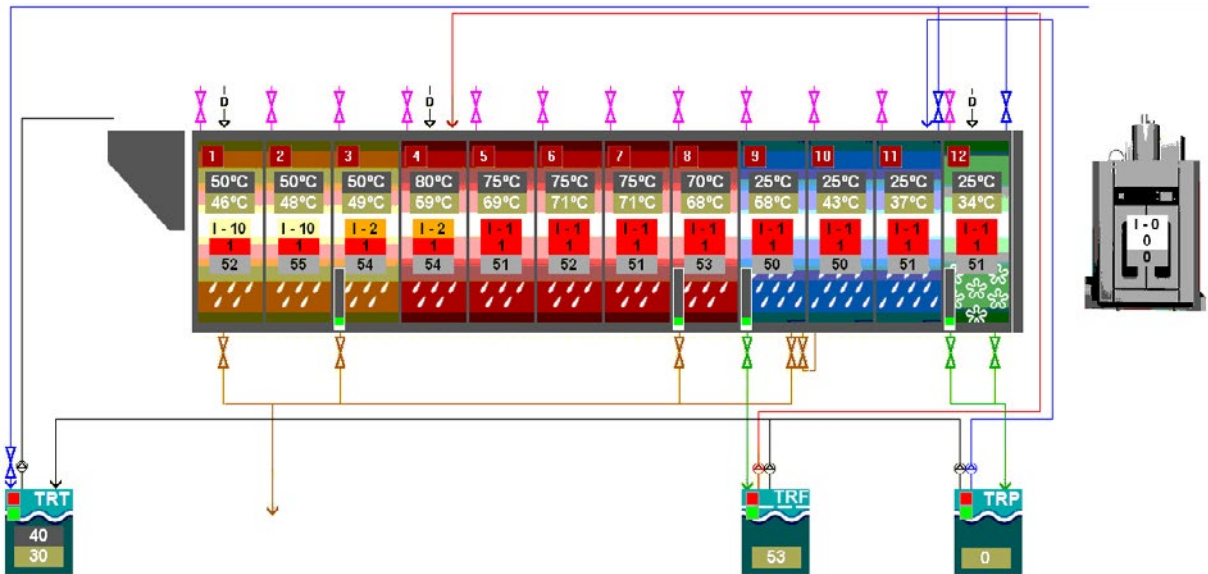 D D D
1 2 3 4 5 6 7 8 9 10 11 12
50ºC 50ºC 50ºC 80ºC 75ºC 75ºC 75ºC 70ºC 25ºC 25ºC 25ºC 25ºC
46ºC 48ºC 49ºC 59ºC 69ºC 71ºC 71ºC 68ºC 58ºC 43ºC 37ºC 34ºC
I - 10 I - 10 I - 2 I - 2 I - 1 I - 1 I - 1 I - 1 I - 1 I - 1 I - 1 I - 1 I - 0
1 1 1 1 1 1 1 1 1 1 1 1 0
52 55 54 54 51 52 51 53 50 50 51 51
TRT TRF TRP
40
30 53 0